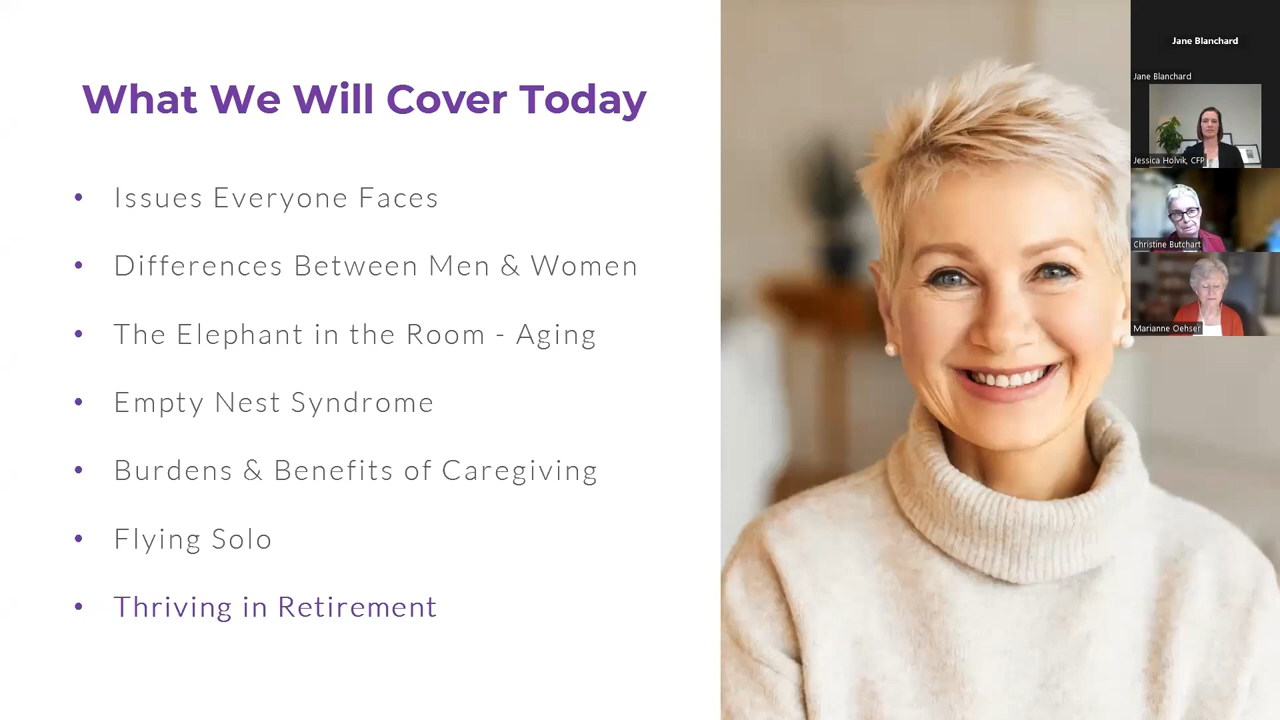 What We Will Cover Today
• Issues Everyone Faces
• Differences Between Men & Women
• The Elephant in the Room - Aging
• Empty Nest Syndrome
• Burdens & Benefits of Caregiving
• Flying Solo
• Thriving in Retirement
Jane Blanchard
Jane Blanchard
Jessica Holvik, CFP
Christine Butchart
Marianne Oehser